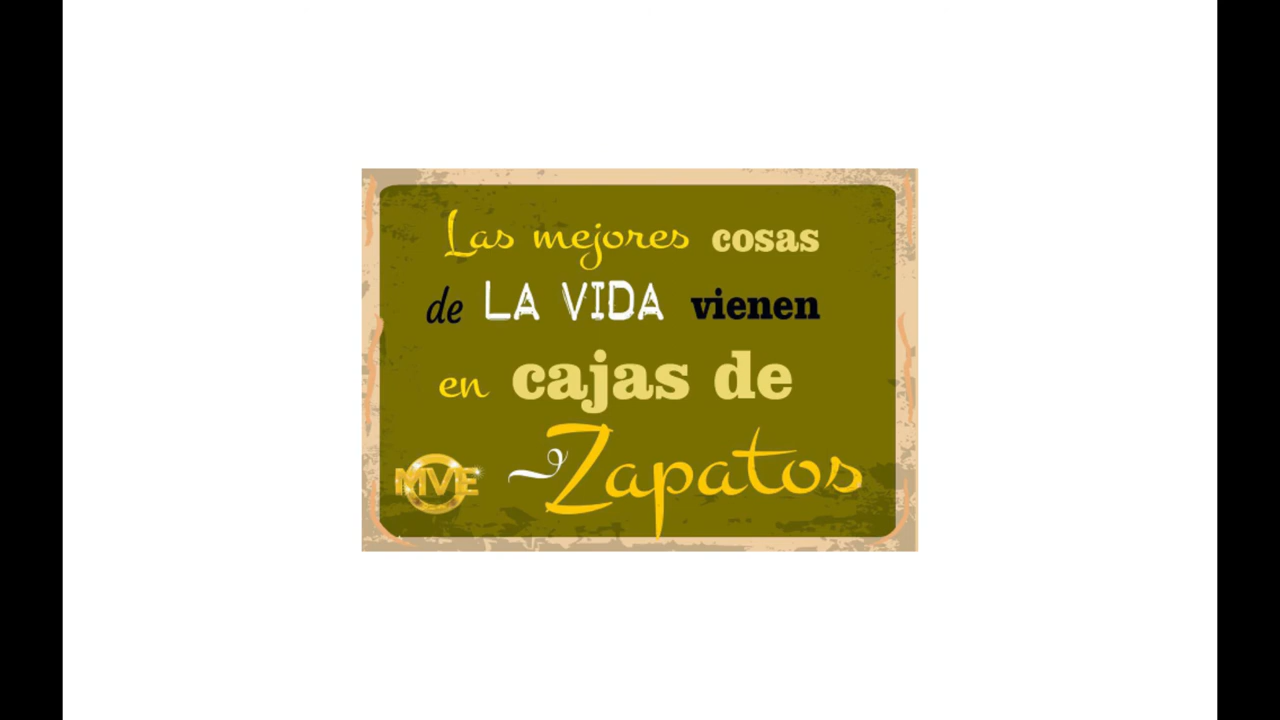 Las mejores cosas
de LA VIDA vienen
en cajas de
Zapatos
MVE